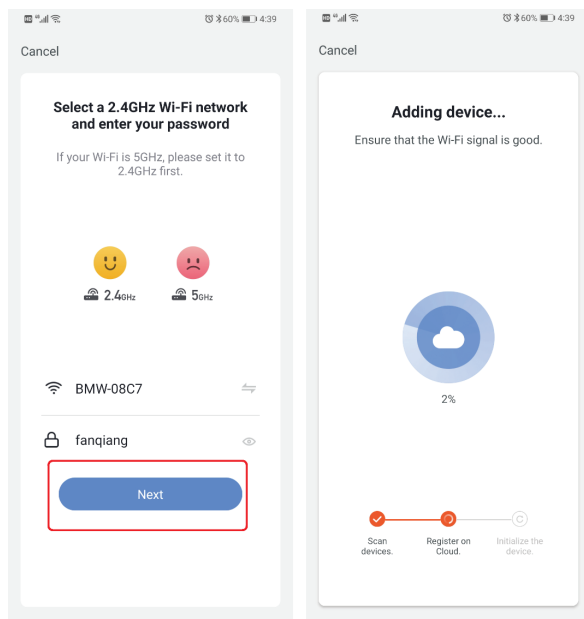 60% 4:39
Cancel
Select a 2.4GHz Wi-Fi network
and enter your password
If your Wi-Fi is 5GHz, please set it to
2.4GHz first.
2.4GHz 5GHz
BMW-08C7
fanqiang
Next
60% 4:39
Cancel
Adding device...
Ensure that the Wi-Fi signal is good.
2%
Scan
devices.
Register on
Cloud.
Initialize the
device.